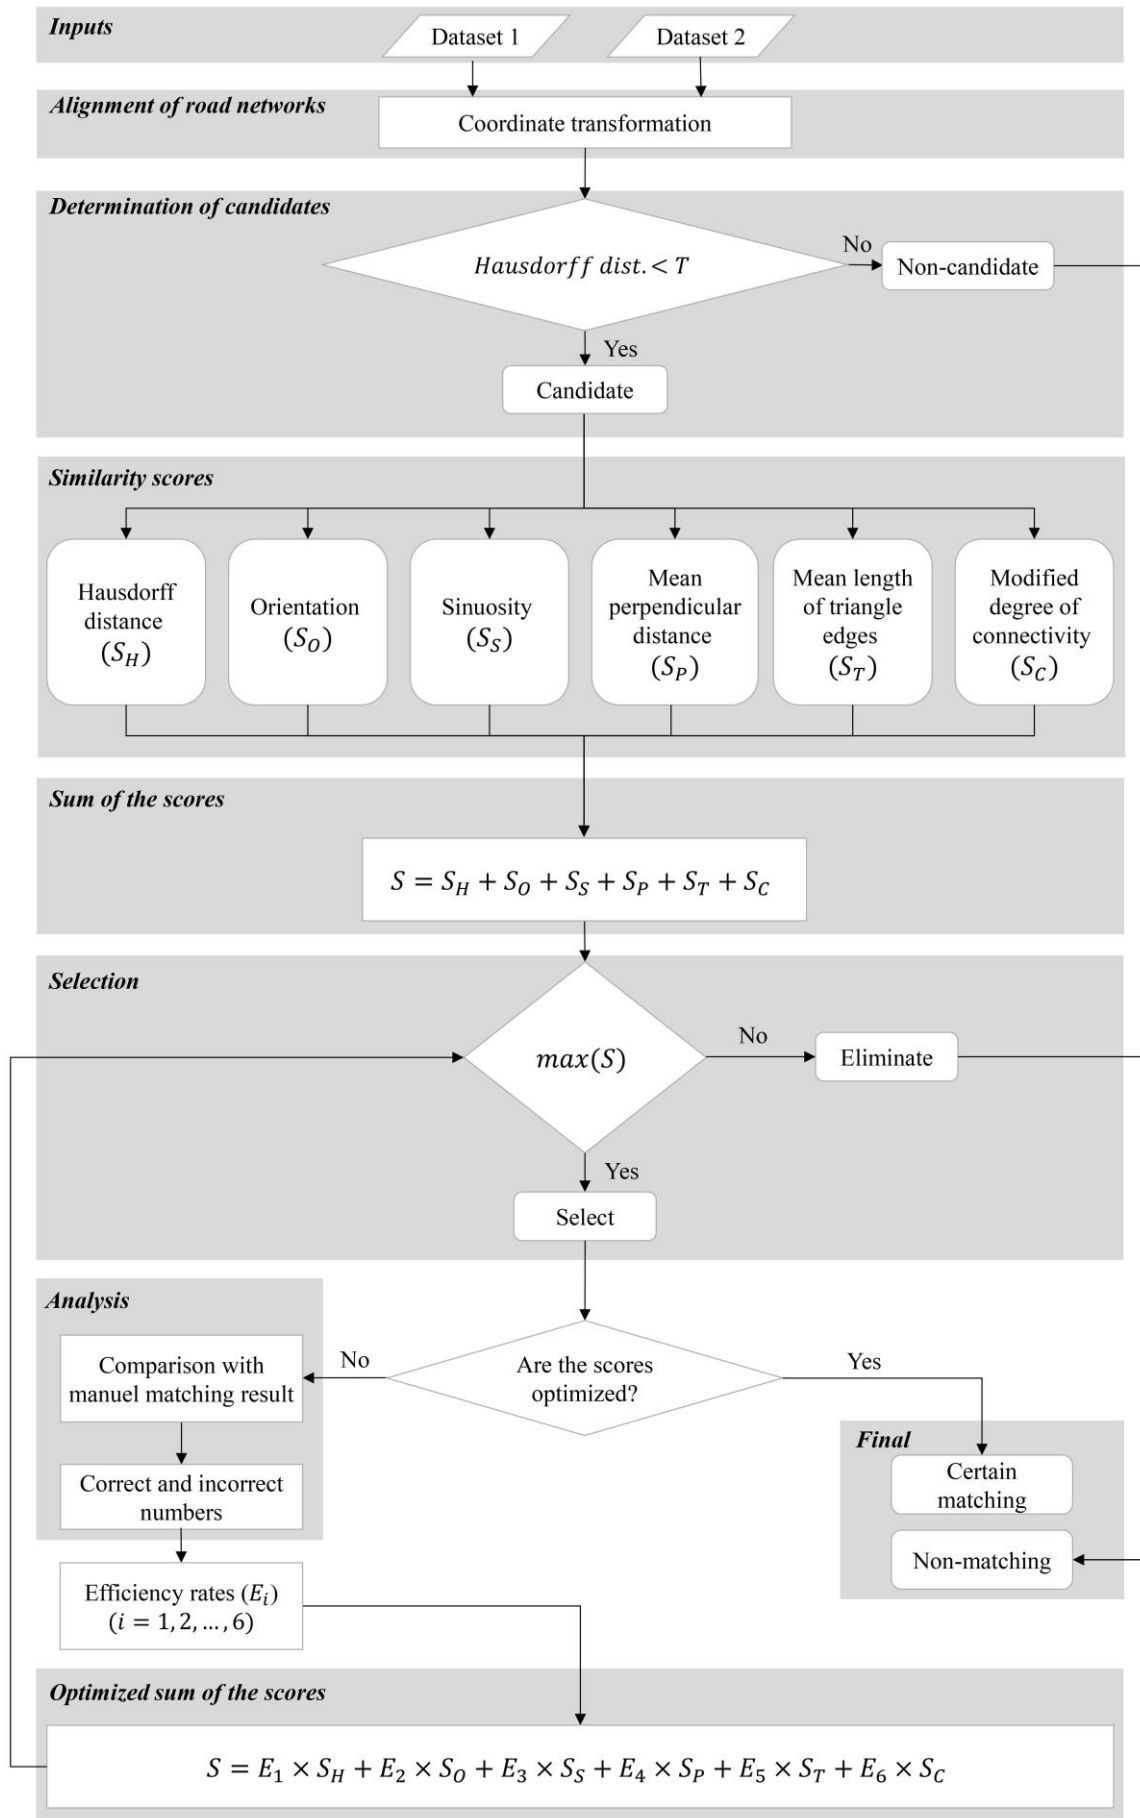 Inputs
Dataset 1
Dataset 2
Alignment of road networks
Coordinate transformation
Determination of candidates
Hausdorff dist. < T
No
Non-candidate
Yes
Candidate
Similarity scores
Hausdorff
distance
(S_H)
Orientation
(S_O)
Sinuosity
(S_S)
Mean
perpendicular
distance
(S_P)
Mean length
of triangle
edges
(S_T)
Modified
degree of
connectivity
(S_C)
Sum of the scores
S = S_H + S_O + S_S + S_P + S_T + S_C
Selection
max(S)
No
Eliminate
Yes
Select
Analysis
Comparison with
manuel matching result
No
Are the scores
optimized?
Yes
Correct and incorrect
numbers
Final
Certain
matching
Non-matching
Efficiency rates (E_i)
(i = 1, 2, ..., 6)
Optimized sum of the scores
S = E_1 × S_H + E_2 × S_O + E_3 × S_S + E_4 × S_P + E_5 × S_T + E_6 × S_C